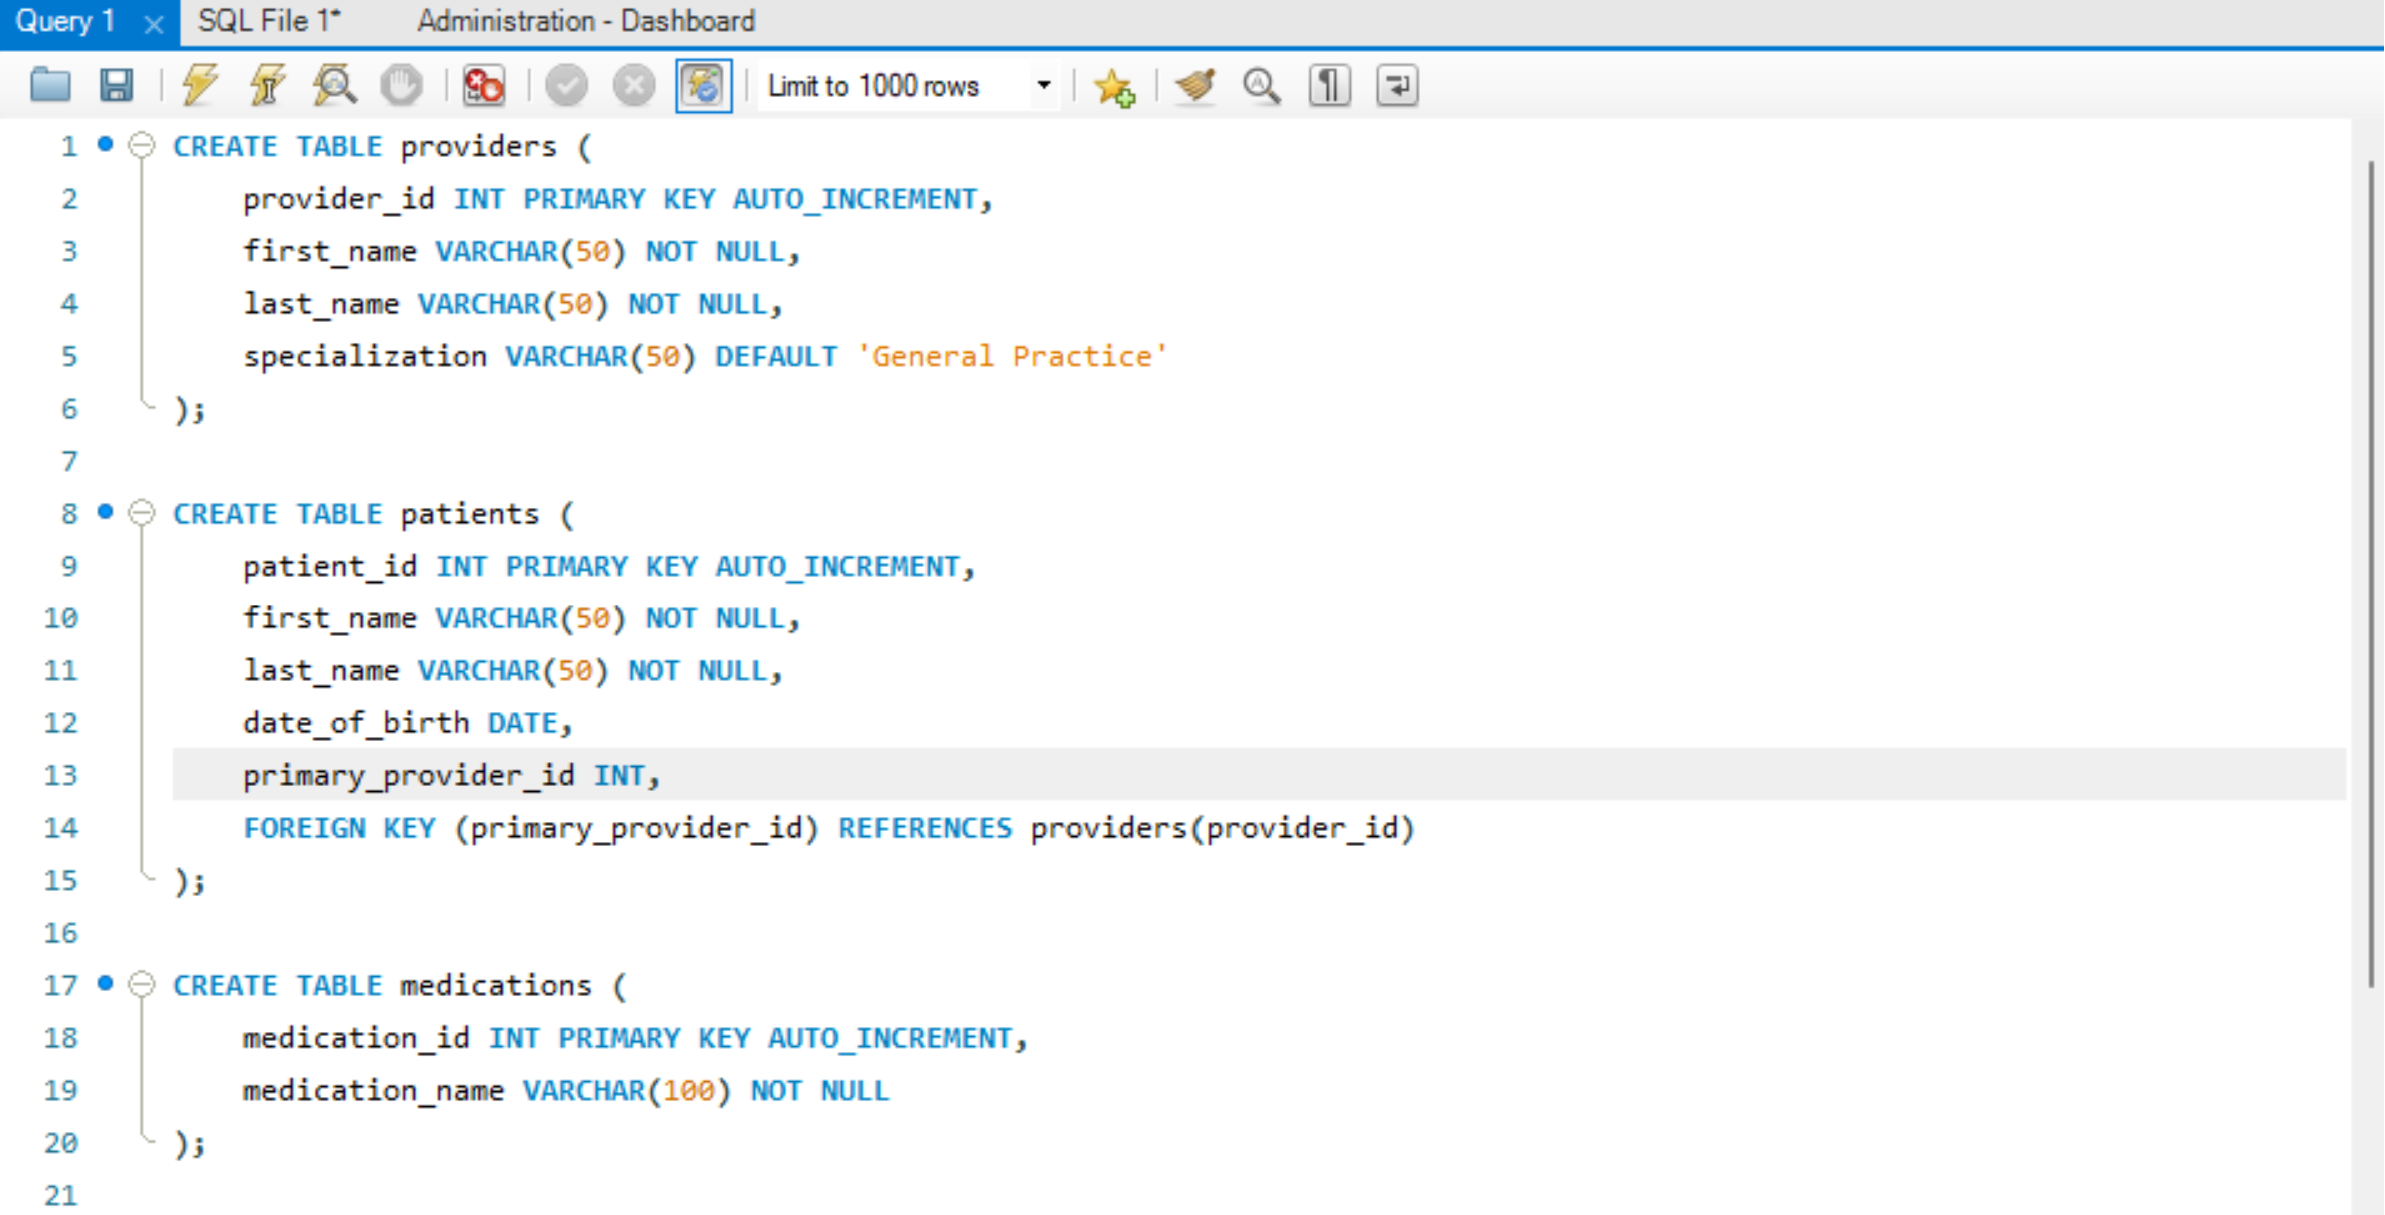 Query 1 SQL File 1* Administration - Dashboard
Limit to 1000 rows
1 CREATE TABLE providers (
2 provider_id INT PRIMARY KEY AUTO_INCREMENT,
3 first_name VARCHAR(50) NOT NULL,
4 last_name VARCHAR(50) NOT NULL,
5 specialization VARCHAR(50) DEFAULT 'General Practice'
6 );
7
8 CREATE TABLE patients (
9 patient_id INT PRIMARY KEY AUTO_INCREMENT,
10 first_name VARCHAR(50) NOT NULL,
11 last_name VARCHAR(50) NOT NULL,
12 date_of_birth DATE,
13 primary_provider_id INT,
14 FOREIGN KEY (primary_provider_id) REFERENCES providers(provider_id)
15 );
16
17 CREATE TABLE medications (
18 medication_id INT PRIMARY KEY AUTO_INCREMENT,
19 medication_name VARCHAR(100) NOT NULL
20 );
21